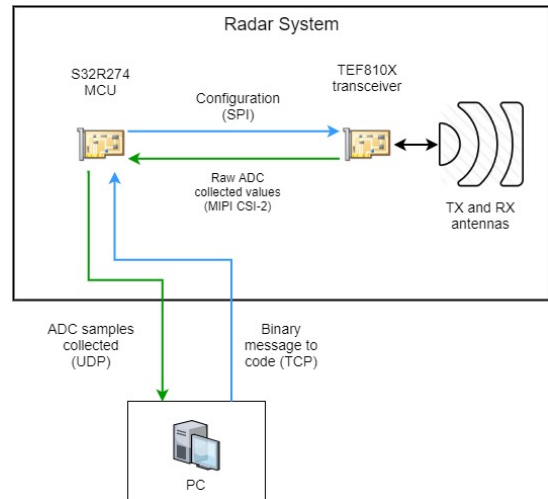 Radar System
S32R274
MCU
TEF810X
transceiver
Configuration
(SPI)
Raw ADC
collected values
(MIPI CSI-2)
TX and RX
antennas
ADC samples
collected
(UDP)
Binary
message to
code (TCP)
PC